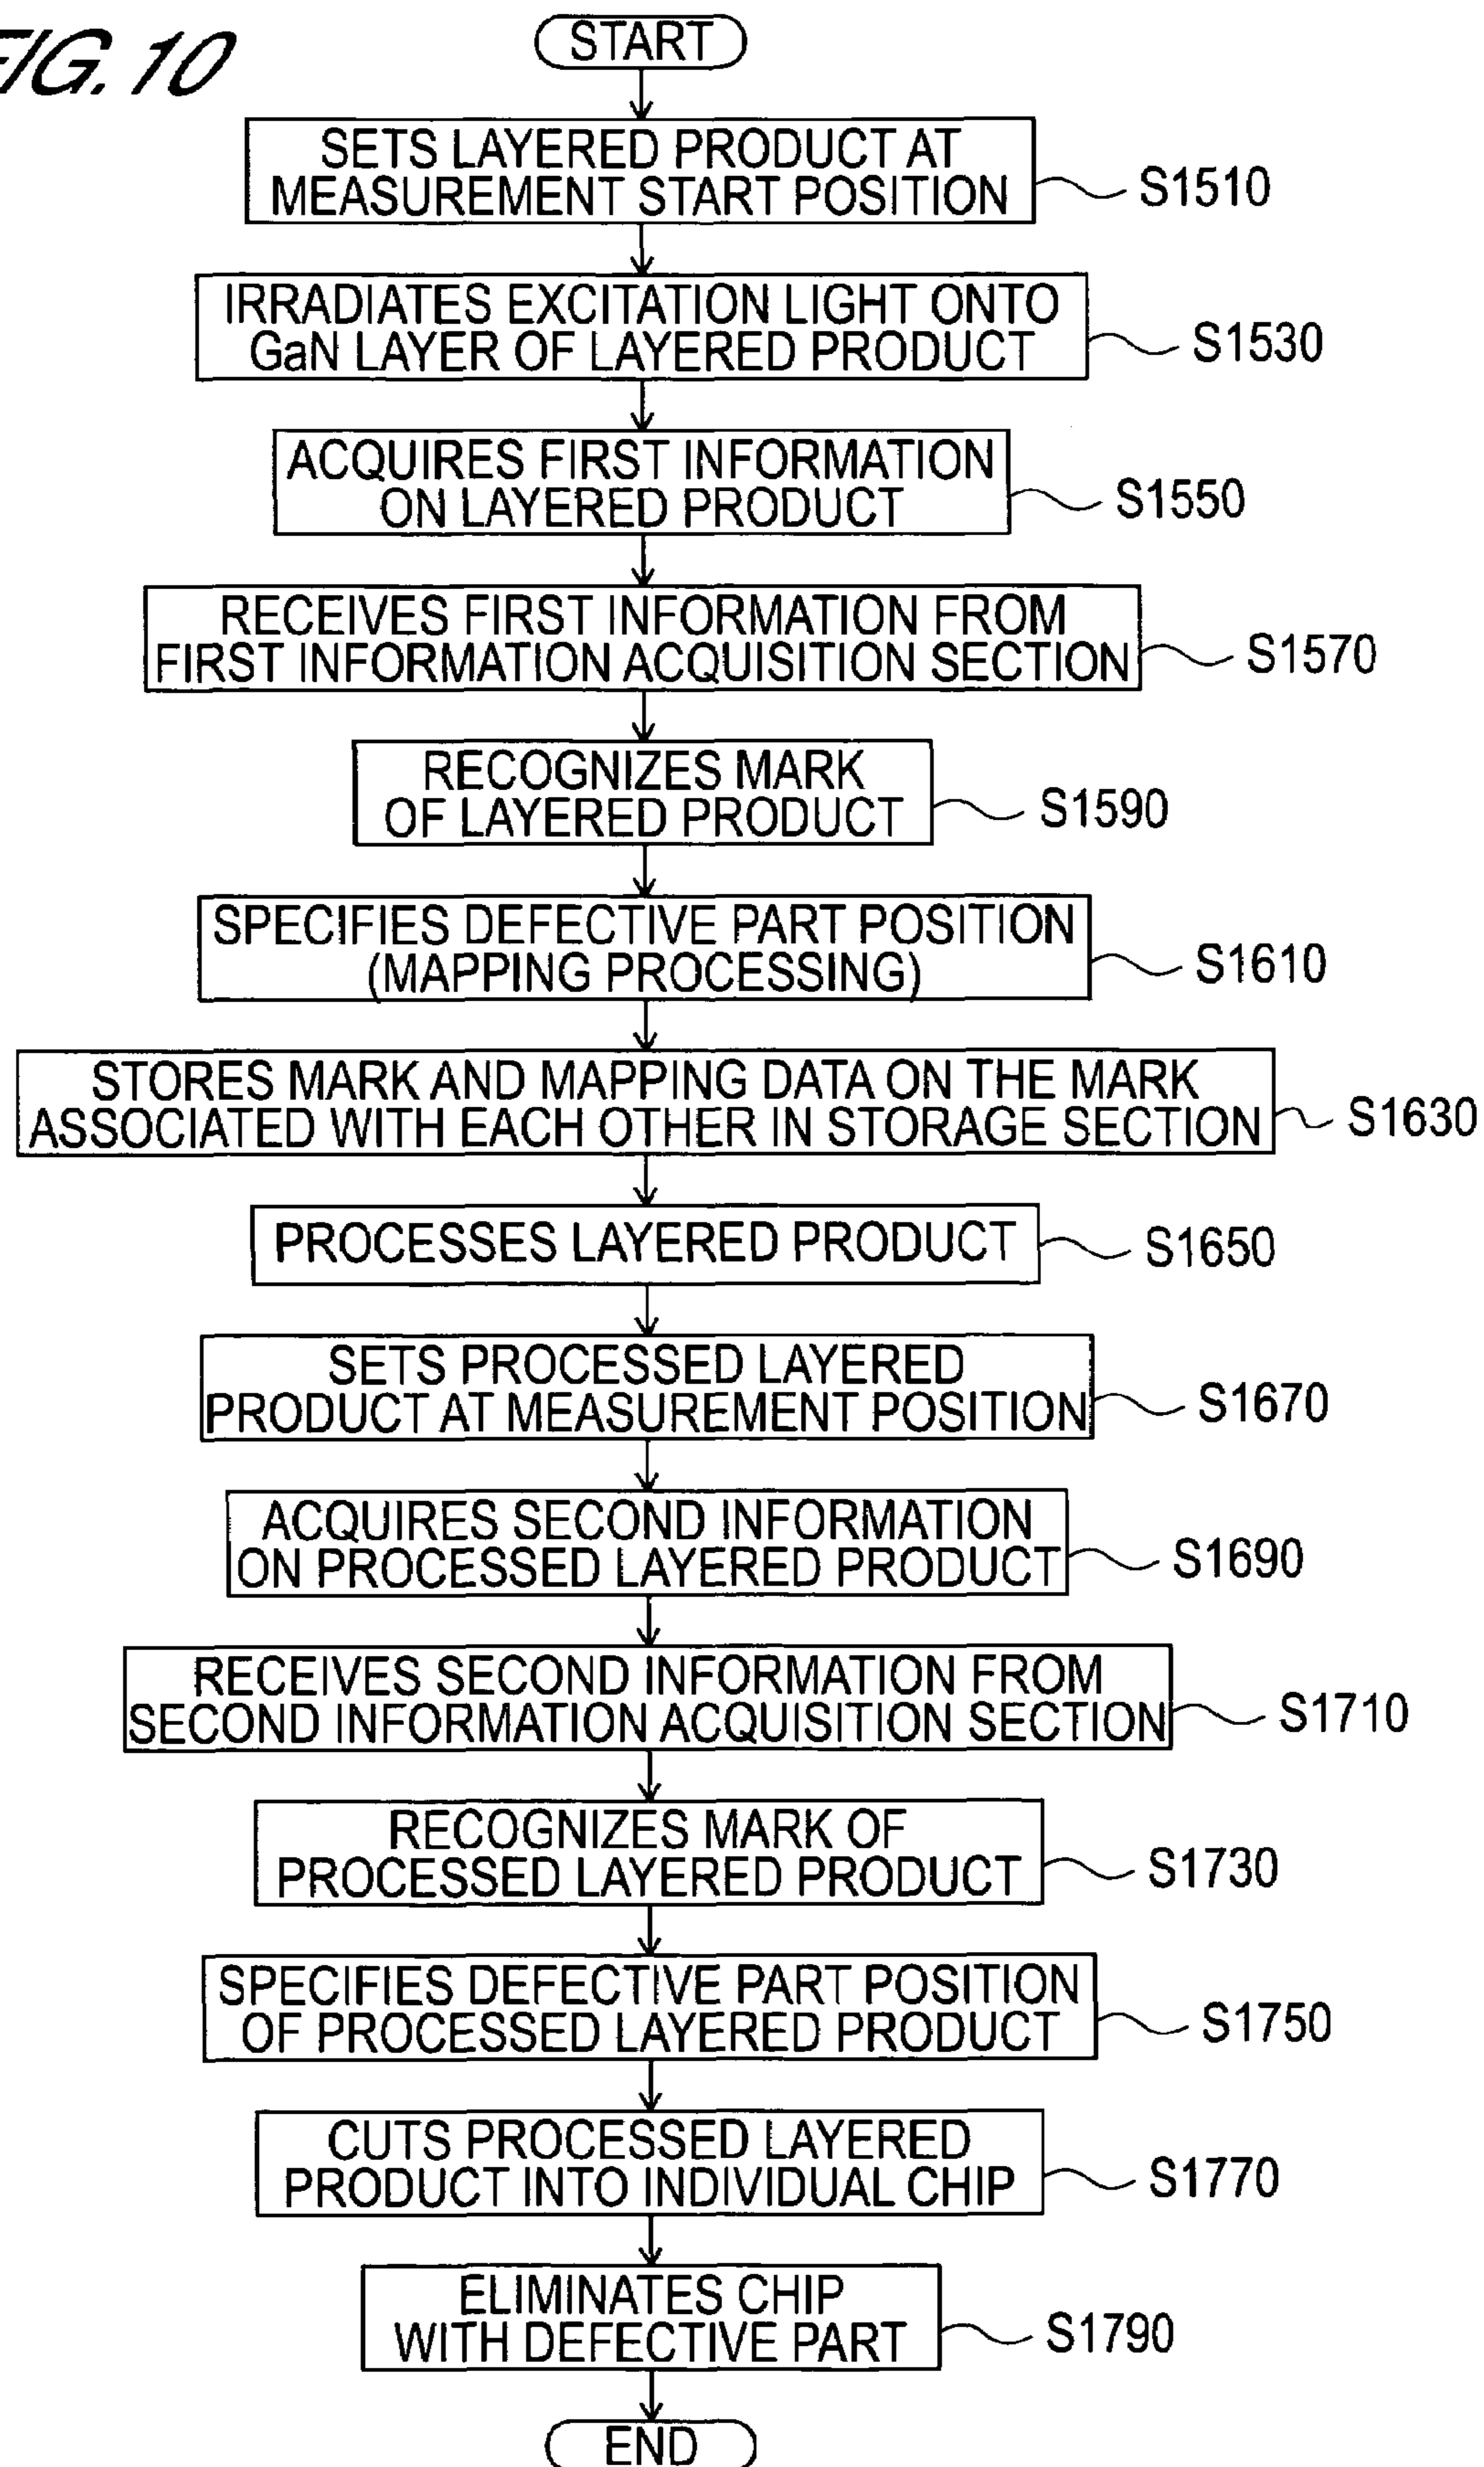 FIG. 10
START
SETS LAYERED PRODUCT AT
MEASUREMENT START POSITION
S1510
IRRADIATES EXCITATION LIGHT ONTO
GaN LAYER OF LAYERED PRODUCT
S1530
ACQUIRES FIRST INFORMATION
ON LAYERED PRODUCT
S1550
RECEIVES FIRST INFORMATION FROM
FIRST INFORMATION ACQUISITION SECTION
S1570
RECOGNIZES MARK
OF LAYERED PRODUCT
S1590
SPECIFIES DEFECTIVE PART POSITION
(MAPPING PROCESSING)
S1610
STORES MARK AND MAPPING DATA ON THE MARK
ASSOCIATED WITH EACH OTHER IN STORAGE SECTION
S1630
PROCESSES LAYERED PRODUCT
S1650
SETS PROCESSED LAYERED
PRODUCT AT MEASUREMENT POSITION
S1670
ACQUIRES SECOND INFORMATION
ON PROCESSED LAYERED PRODUCT
S1690
RECEIVES SECOND INFORMATION FROM
SECOND INFORMATION ACQUISITION SECTION
S1710
RECOGNIZES MARK OF
PROCESSED LAYERED PRODUCT
S1730
SPECIFIES DEFECTIVE PART POSITION
OF PROCESSED LAYERED PRODUCT
S1750
CUTS PROCESSED LAYERED
PRODUCT INTO INDIVIDUAL CHIP
S1770
ELIMINATES CHIP
WITH DEFECTIVE PART
S1790
END